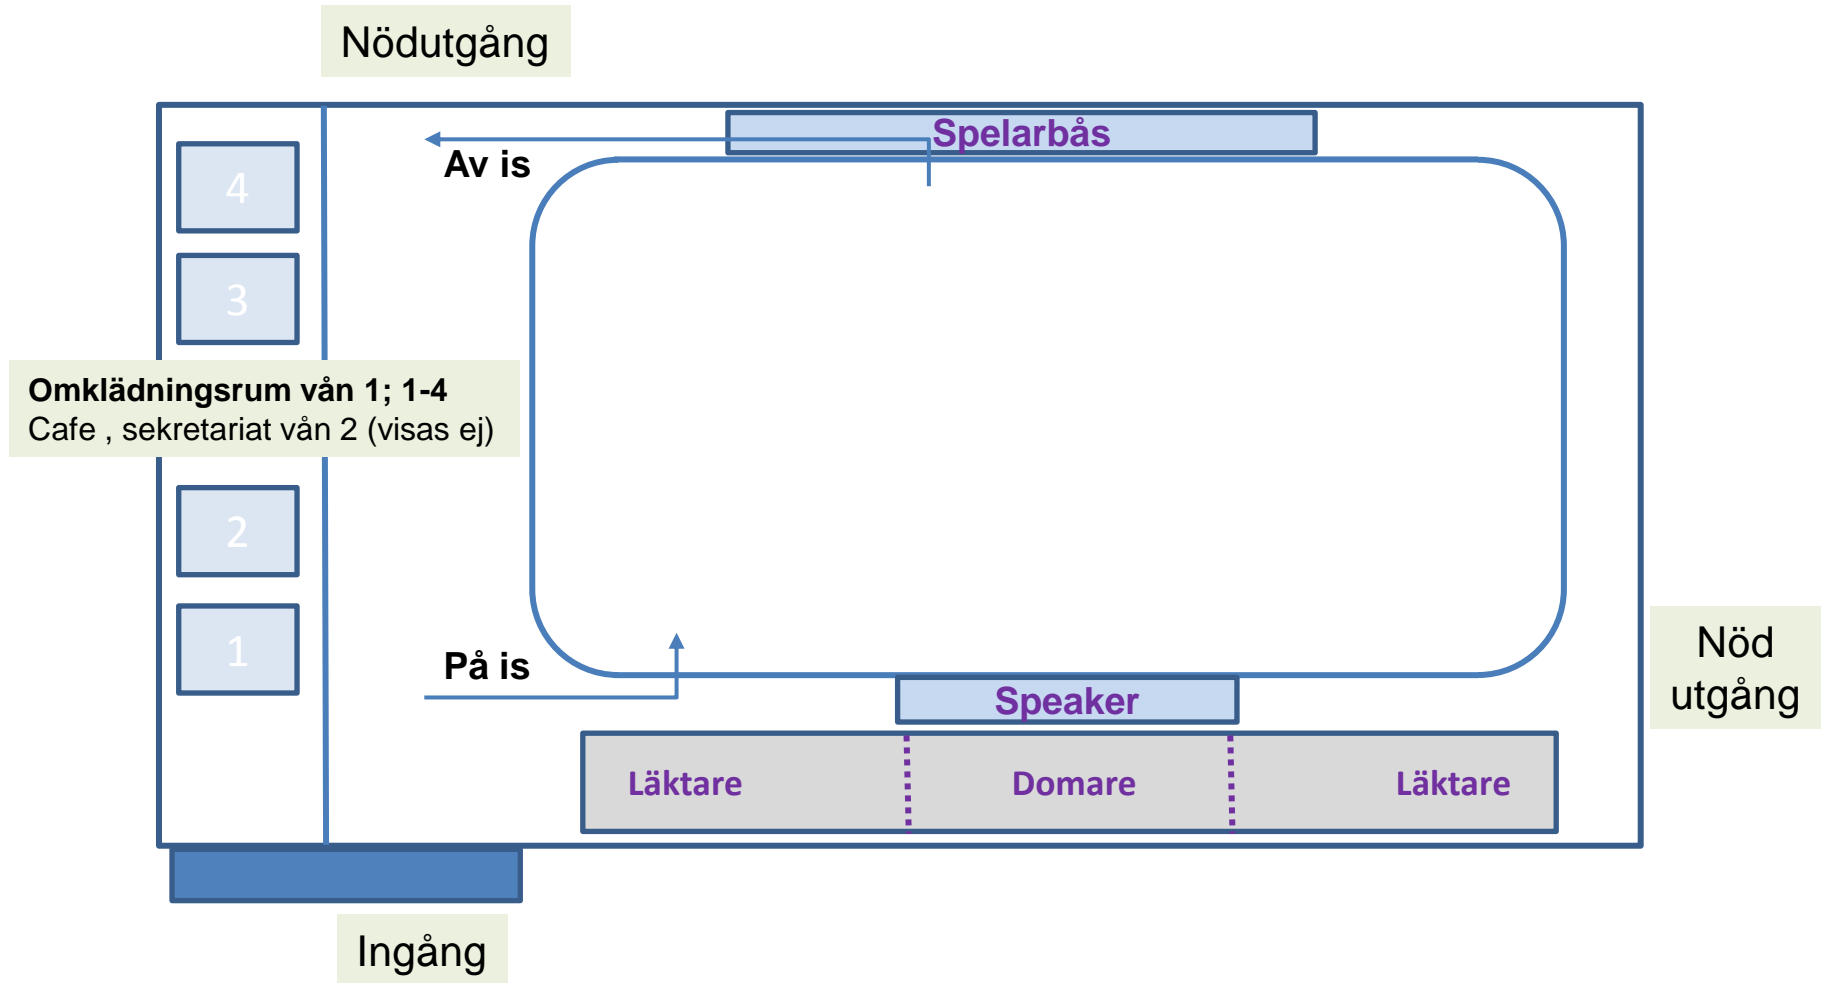 Nödutgång
Spelarbås
Av is
4
3
Omklädningsrum vån 1; 1-4
Cafe , sekretariat vån 2 (visas ej)
2
1
På is
Speaker
Nöd
utgång
Läktare
Domare
Läktare
Ingång